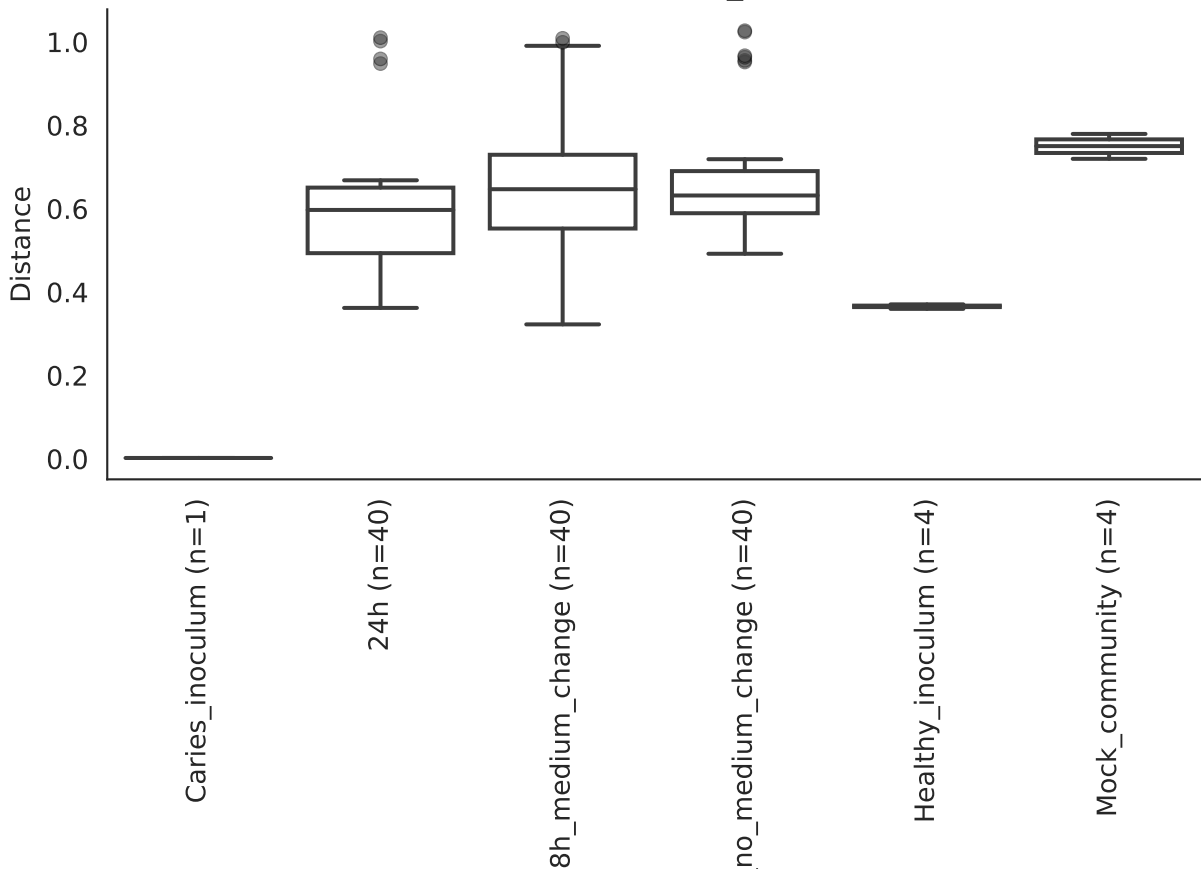 1.0
0.8
0.6
0.4
0.2
0.0
Distance
Caries_inoculum (n=1)
24h (n=40)
8h_medium_change (n=40)
no_medium_change (n=40)
Healthy_inoculum (n=4)
Mock_community (n=4)